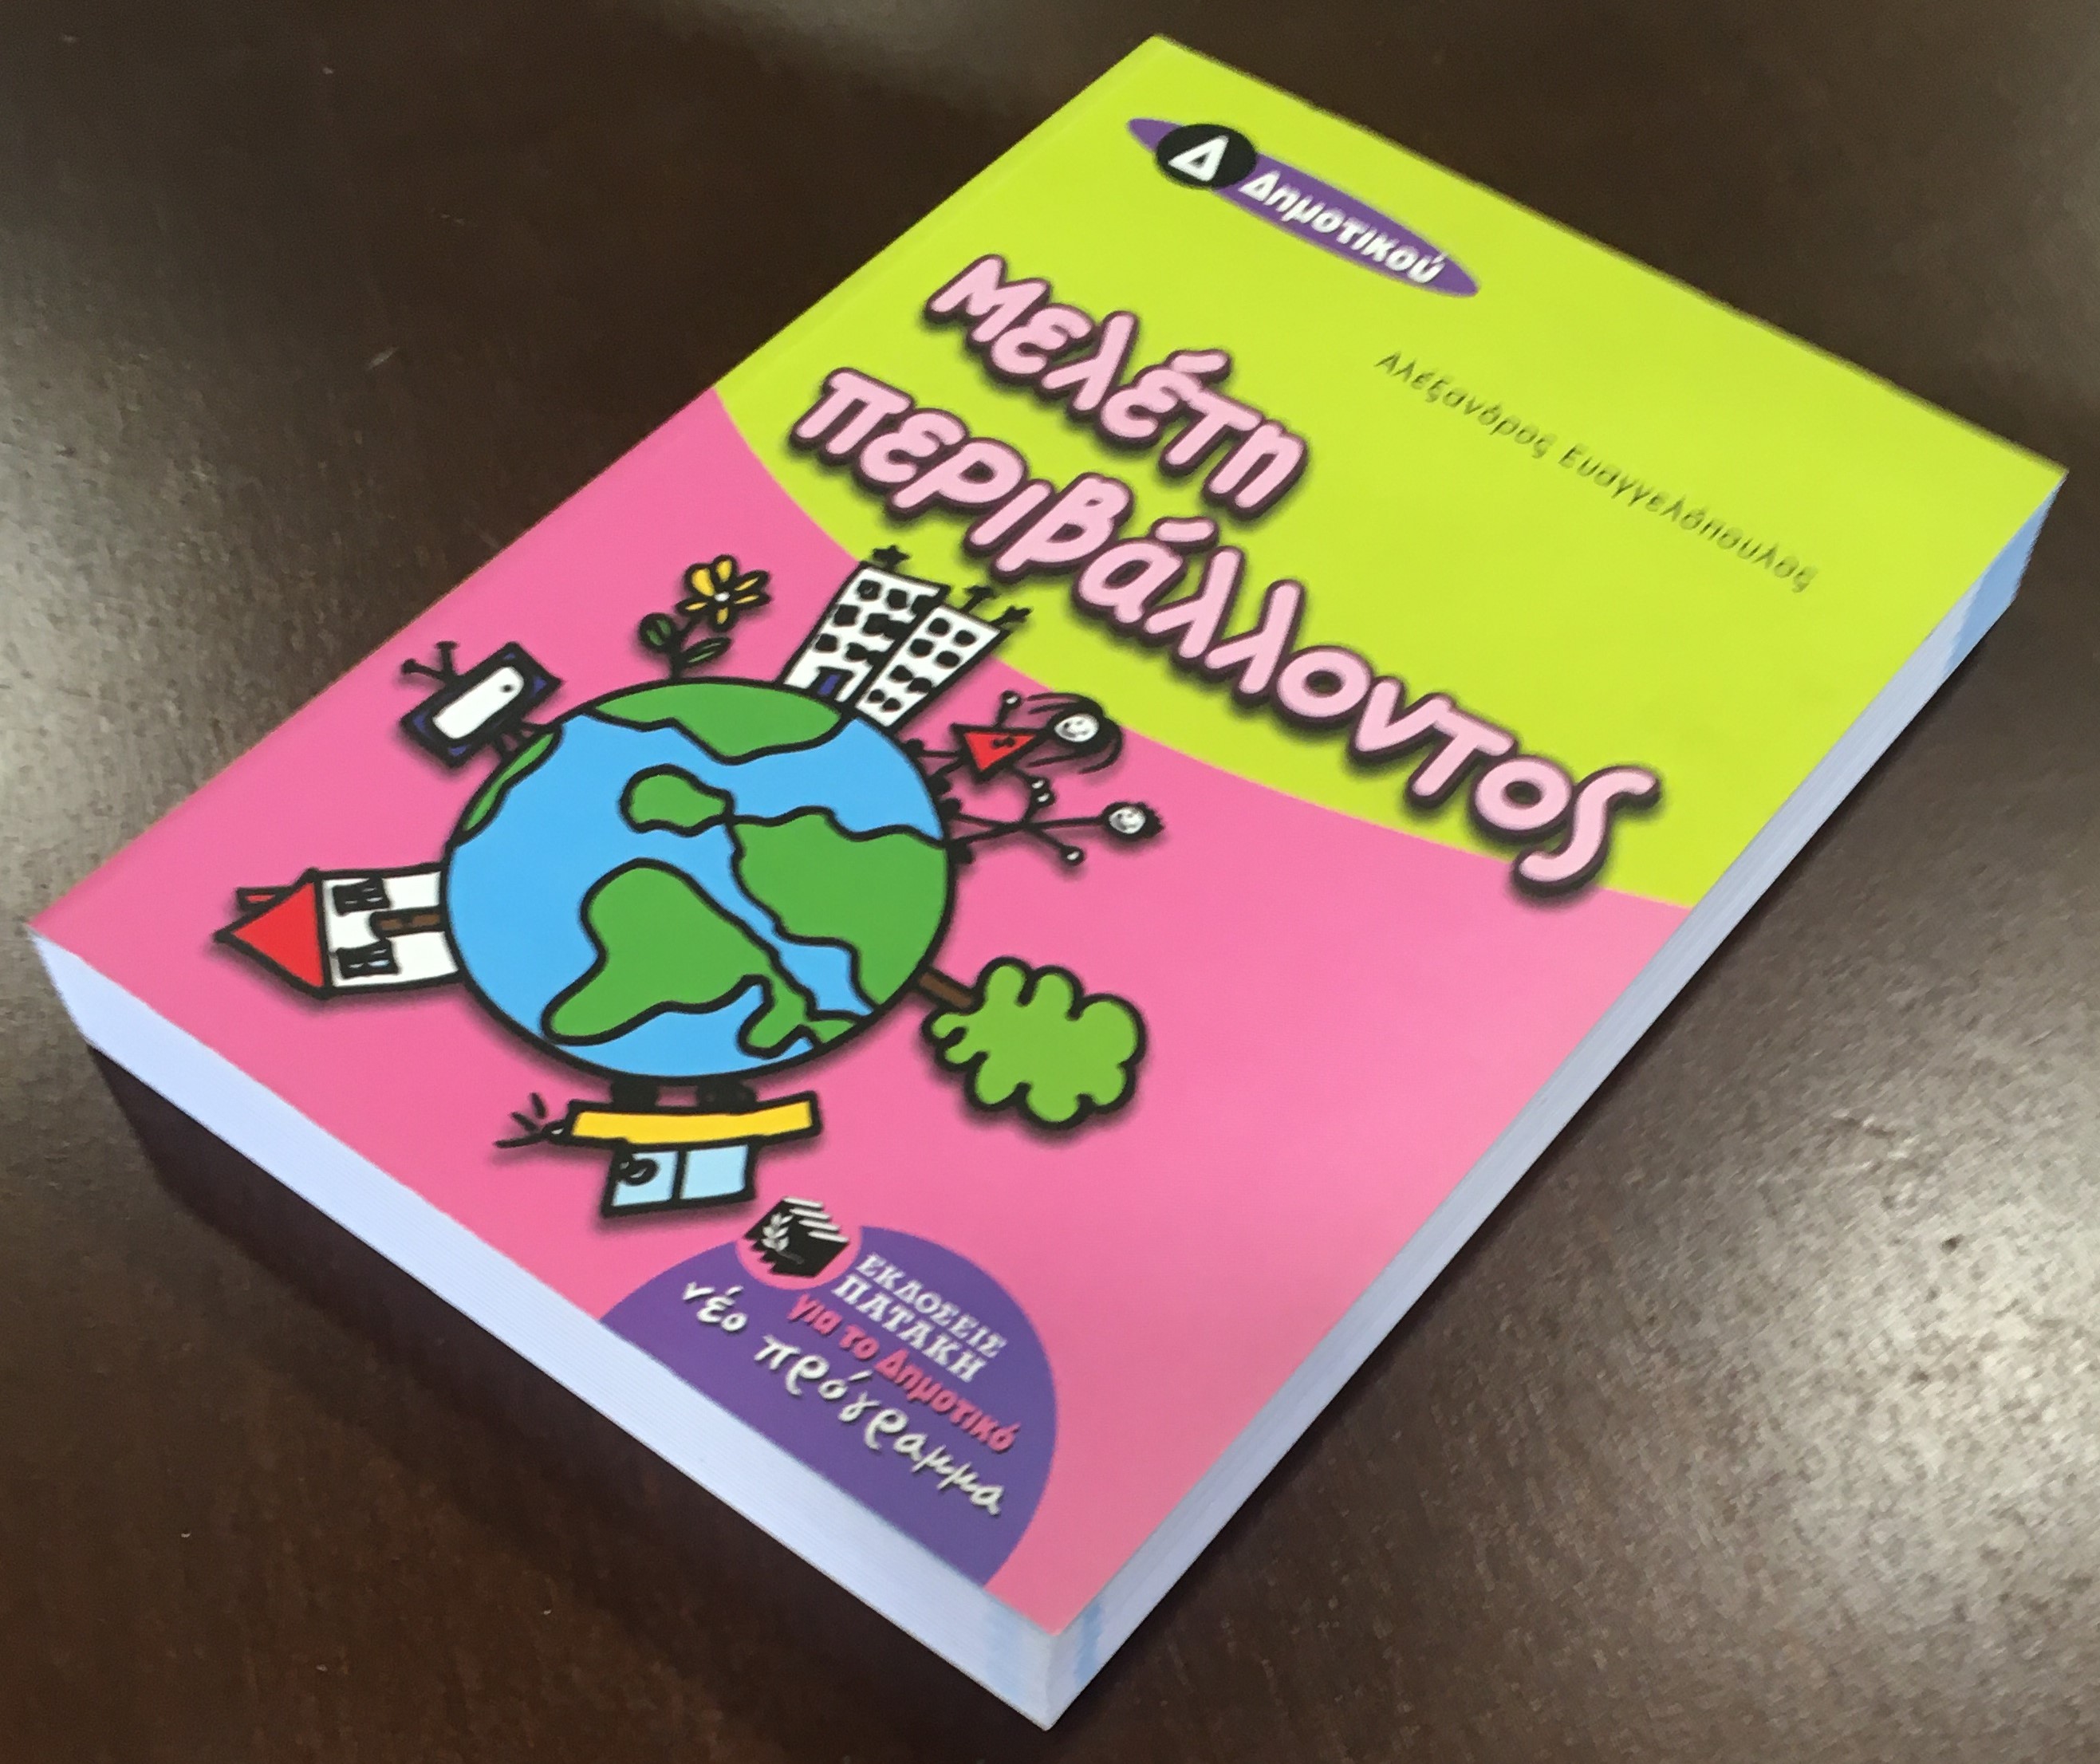 Δ Δημοτικού
Αλέξανδρος Ευαγγελόπουλος
μελέτη
περιβάλλοντος
ΕΚΔΟΣΕΙΣ
ΠΑΤΑΚΗ
για το Δημοτικό
νέο πρόγραμμα